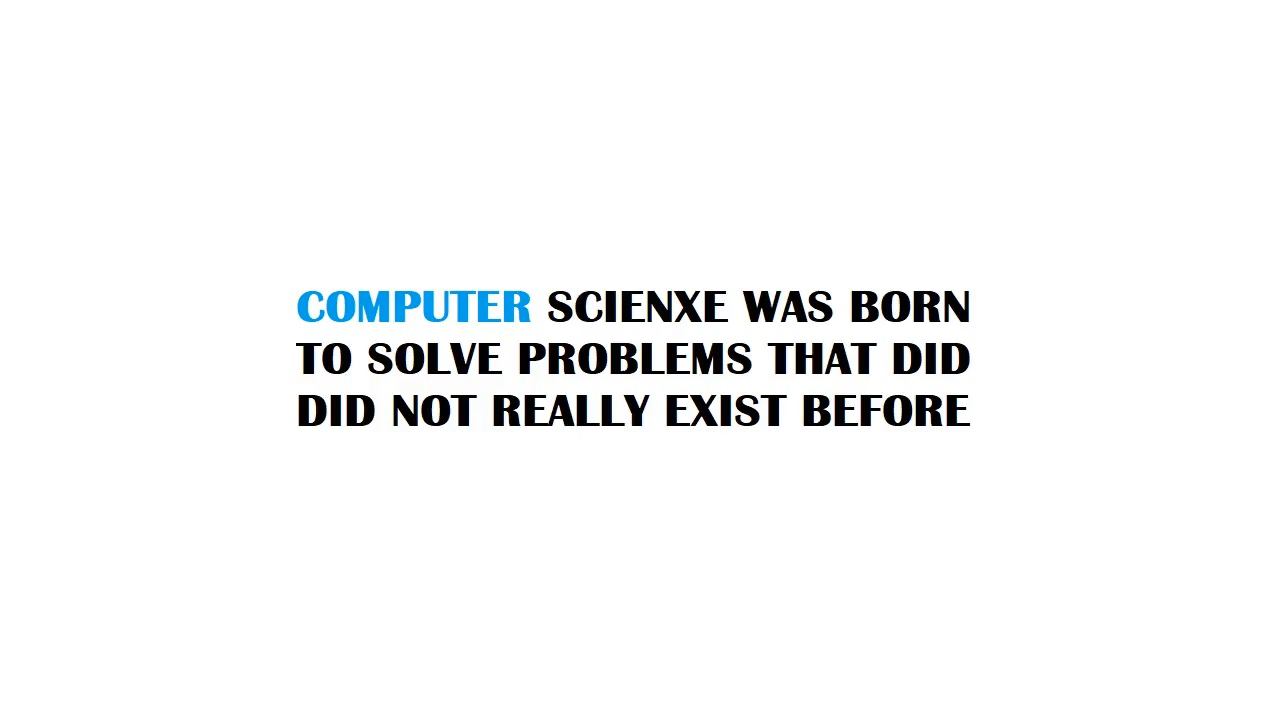 COMPUTER SCIENXE WAS BORN
TO SOLVE PROBLEMS THAT DID
DID NOT REALLY EXIST BEFORE